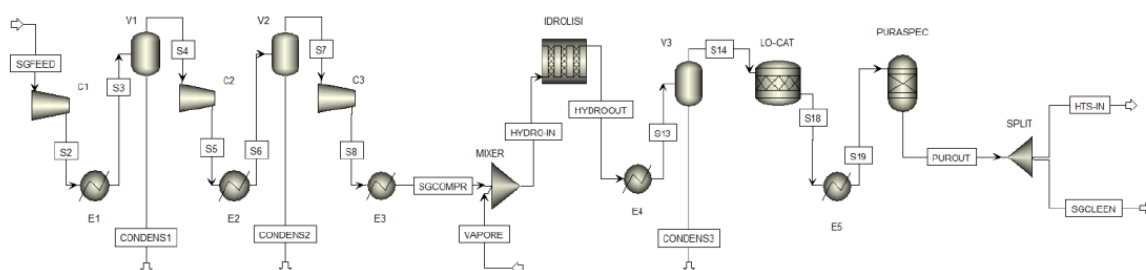 SGFEED
C1
S2
E1
S3
V1
CONDENS1
S4
C2
S5
E2
S6
V2
CONDENS2
S7
C3
S8
E3
SGCOMPR
VAPORE
MIXER
HYDRO-IN
IDROLISI
HYDROOUT
E4
S13
V3
CONDENS3
S14
LO-CAT
S18
E5
S19
PURASPEC
PUROUT
SPLIT
HTS-IN
SGCLEEN